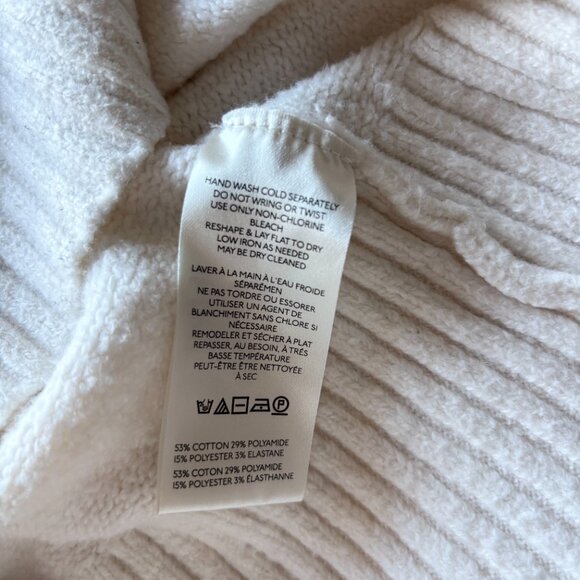 HAND WASH COLD SEPARATELY
DO NOT WRING OR TWIST
USE ONLY NON-CHLORINE
BLEACH
RESHAPE & LAY FLAT TO DRY
LOW IRON AS NEEDED
MAY BE DRY CLEANED
LAVER À LA MAIN À L'EAU FROIDE
SÉPARÉMEN
NE PAS TORDRE OU ESSORER
UTILISER UN AGENT DE
BLANCHIMENT SANS CHLORE SI
NÉCESSAIRE
REMODELER ET SÉCHER À PLAT
REPASSER, AU BESOIN, À TRÉS
BASSE TEMPÉRATURE
PEUT-ÊTRE ÊTRE NETTOYÉE
À SEC
P
53% COTTON 29% POLYAMIDE
15% POLYESTER 3% ELASTANE
53% COTON 29% POLYAMIDE
15% POLYESTER 3% ÉLASTHANNE